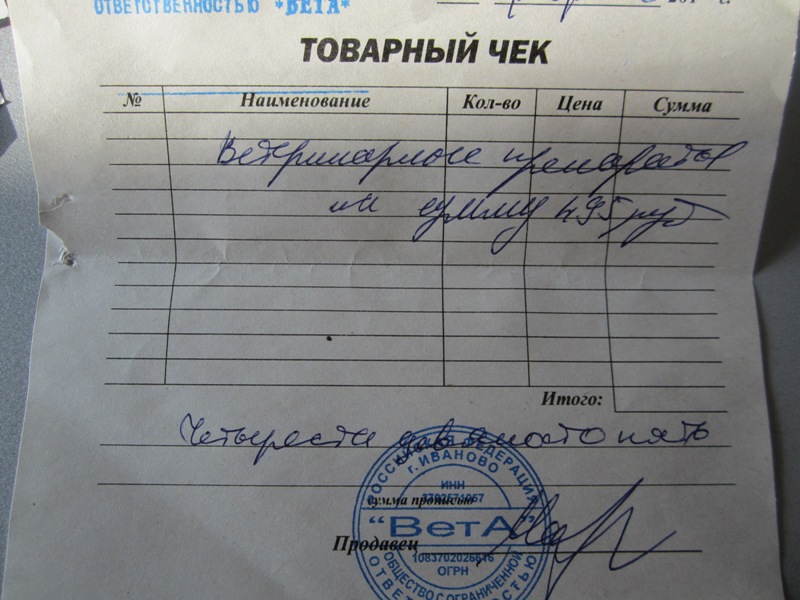 ОТВЕТСТВЕННОСТЬЮ *ВЕТА*
ТОВАРНЫЙ ЧЕК
№ Наименование Кол-во Цена Сумма
Ветеринарные препараты
на сумму 495 руб
Итого:
Четыреста девяносто пять
РОССИЙСКАЯ ФЕДЕРАЦИЯ
г. ИВАНОВО
ИНН
сумма прописью
"ВетА"
Продавец
1083702026616
ОГРН
ОБЩЕСТВО С ОГРАНИЧЕННОЙ ОТВЕТСТВЕННОСТЬЮ